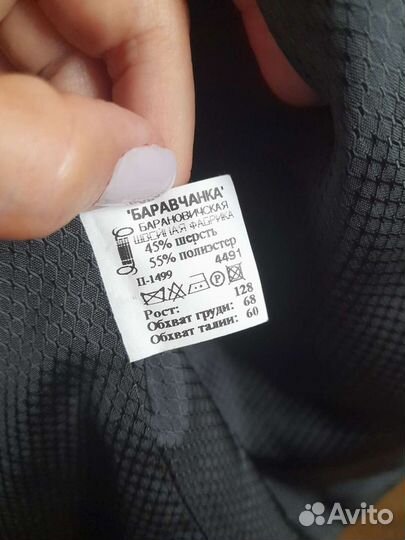 'БАРАВЧАНКА'
БАРАНОВИЧСКАЯ
ШВЕЙНАЯ ФАБРИКА
45% шерсть
55% полиэстер
4491
П-1499
Рост: 128
Обхват груди: 68
Обхват талии: 60
Avito